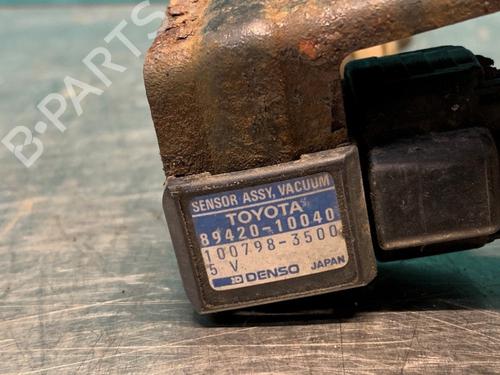 B-PARTS
SENSOR ASSY, VACUUM
TOYOTA
89420-10040
100798-3500
5 V
DENSO JAPAN